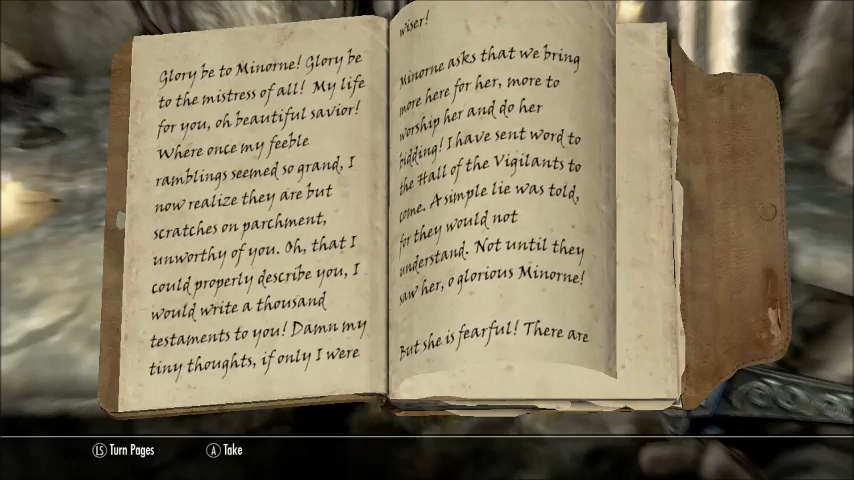 Glory be to Minorne! Glory be
to the mistress of all! My life
for you, oh beautiful savior!
Where once my feeble
ramblings seemed so grand, I
now realize they are but
scratches on parchment,
unworthy of you. Oh, that I
could properly describe you, I
would write a thousand
testaments to you! Damn my
tiny thoughts, if only I were
wiser!
Minorne asks that we bring
more here for her, more to
worship her and do her
bidding! I have sent word to
the Hall of the Vigilants to
come. A simple lie was told,
for they would not
understand. Not until they
saw her, o glorious Minorne!
But she is fearful! There are
LS Turn Pages
A Take